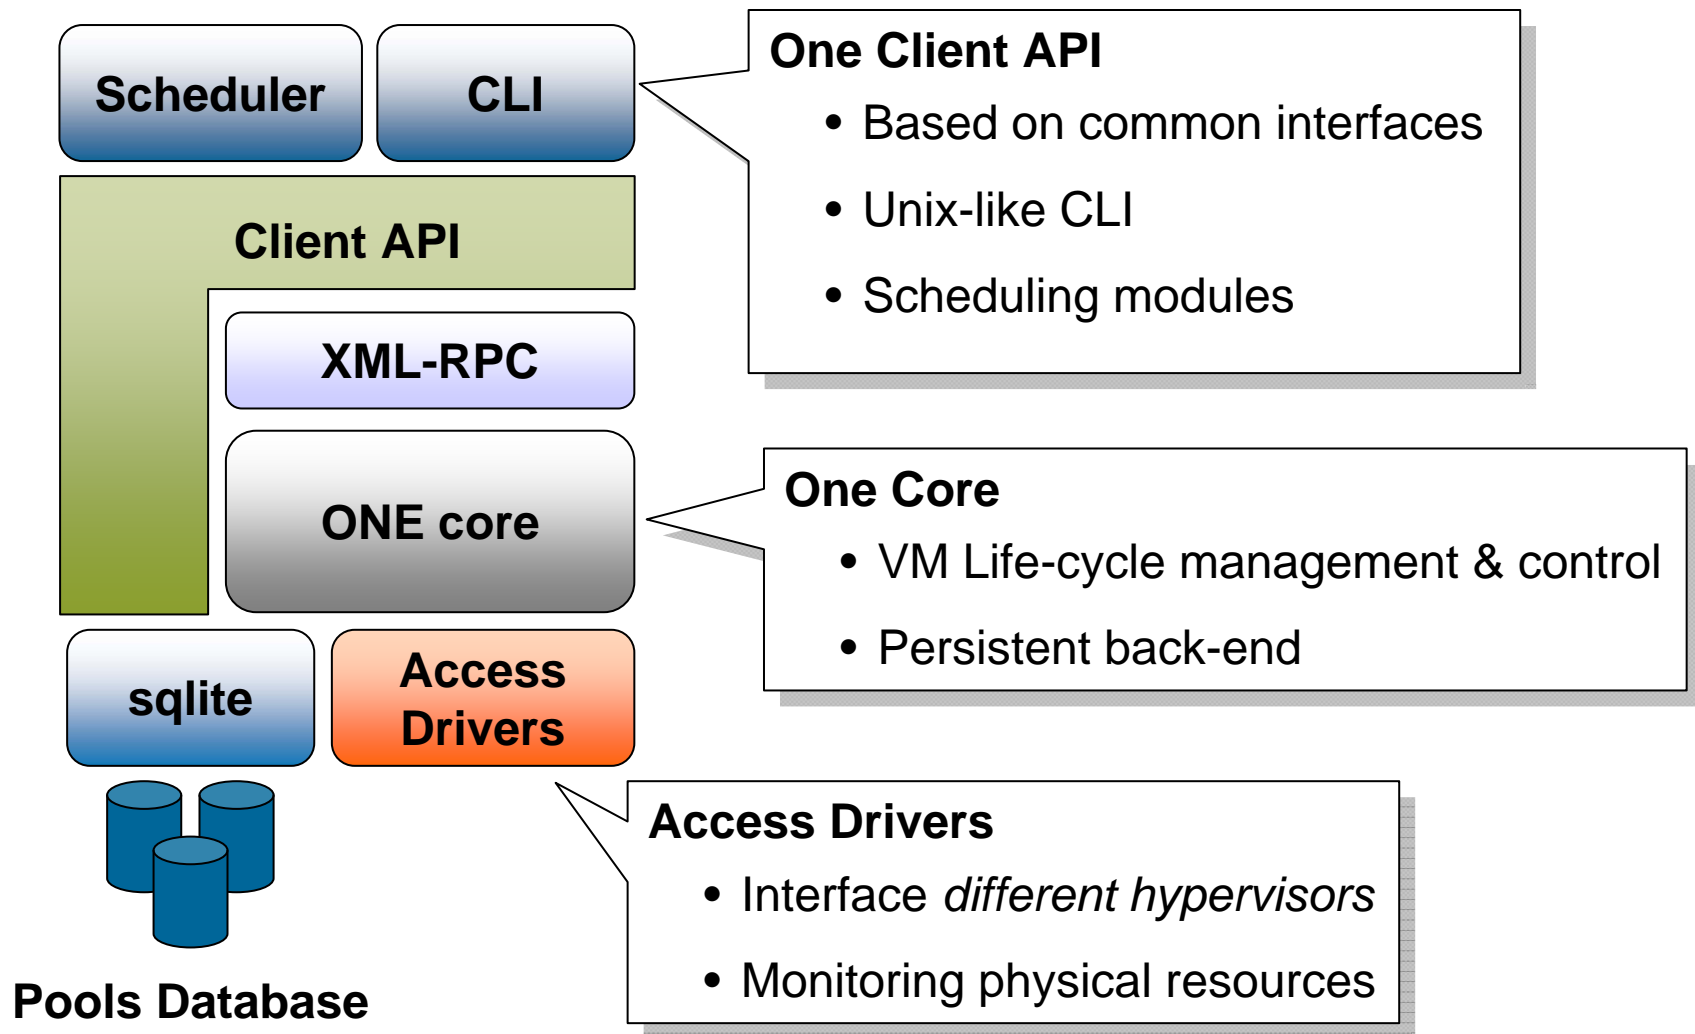 Scheduler
CLI
Client API
XML-RPC
ONE core
sqlite
Access
Drivers
Pools Database
One Client API
• Based on common interfaces
• Unix-like CLI
• Scheduling modules
One Core
• VM Life-cycle management & control
• Persistent back-end
Access Drivers
• Interface different hypervisors
• Monitoring physical resources